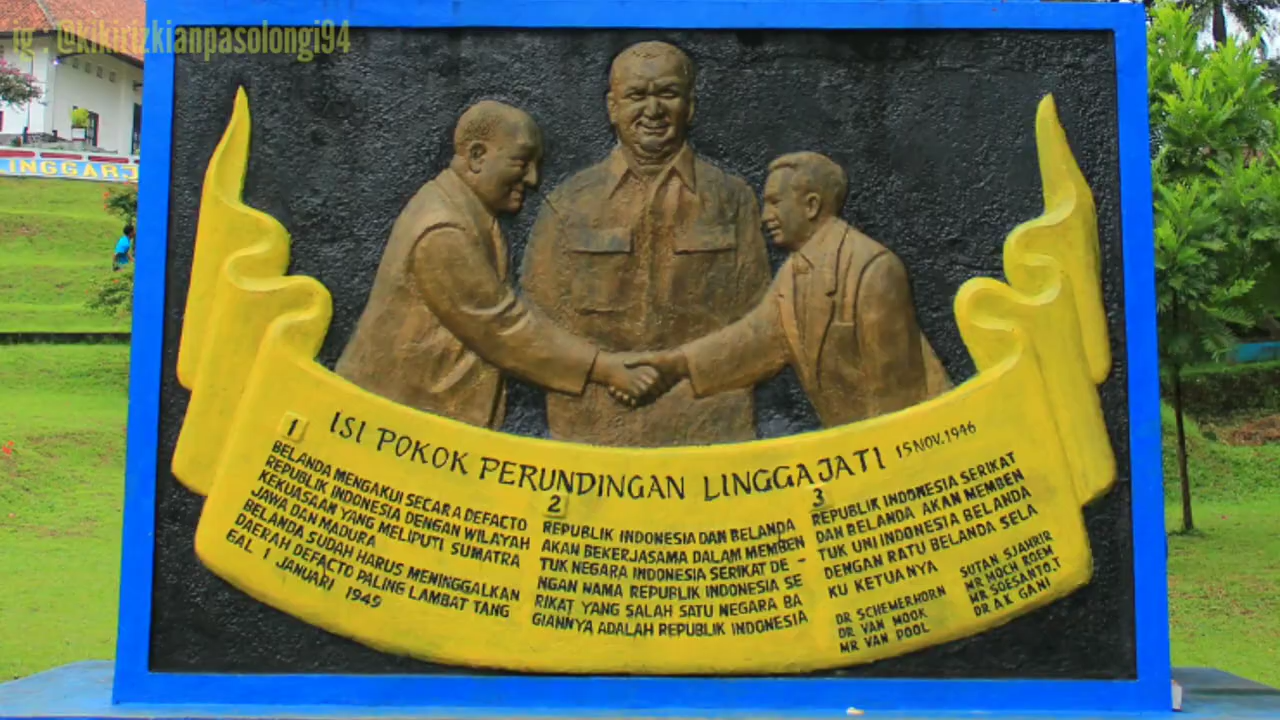 ig : @kikirizkianpasolongi94
INGGARJ
ISI POKOK PERUNDINGAN LINGGAJATI 15 NOV. 1946
1
BELANDA MENGAKUI SECARA DEFACTO
REPUBLIK INDONESIA DENGAN WILAYAH
KEKUASAAN YANG MELIPUTI SUMATRA
JAWA DAN MADURA
BELANDA SUDAH HARUS MENINGGALKAN
DAERAH DEFACTO PALING LAMBAT TANG
GAL 1 JANUARI 1949
2
REPUBLIK INDONESIA DAN BELANDA
AKAN BEKERJASAMA DALAM MEMBEN
TUK NEGARA INDONESIA SERIKAT DE -
NGAN NAMA REPUBLIK INDONESIA SE
RIKAT YANG SALAH SATU NEGARA BA
GIANNYA ADALAH REPUBLIK INDONESIA
3
REPUBLIK INDONESIA SERIKAT
DAN BELANDA AKAN MEMBEN
TUK UNI INDONESIA BELANDA
DENGAN RATU BELANDA SELA
KU KETUA NYA
DR SCHEMERHORN
DR VAN MOOK
MR VAN POOL
SUTAN SJAHRIR
MR MOCH ROEM
MR SOESANTO.T
DR A K GANI